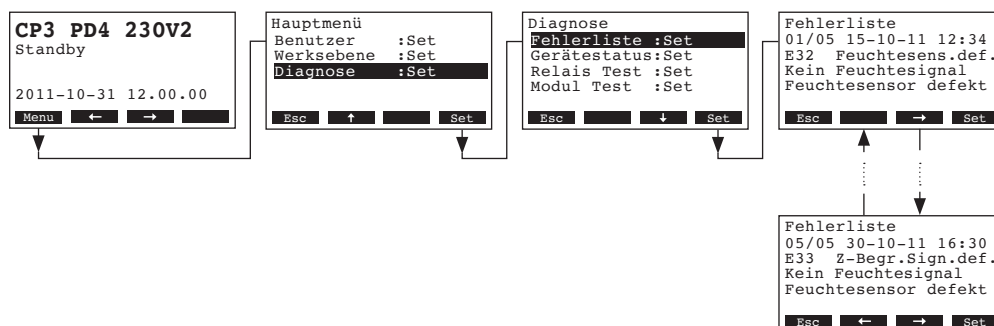 CP3 PD4 230V2
Standby
2011-10-31 12.00.00
Menu ← →
Hauptmenü
Benutzer :Set
Werksebene :Set
Diagnose :Set
Esc ↑ Set
Diagnose
Fehlerliste :Set
Gerätestatus:Set
Relais Test :Set
Modul Test :Set
Esc ↓ Set
Fehlerliste
01/05 15-10-11 12:34
E32 Feuchtesens.def.
Kein Feuchtesignal
Feuchtesensor defekt
Esc → Set
Fehlerliste
05/05 30-10-11 16:30
E33 Z-Begr.Sign.def.
Kein Feuchtesignal
Feuchtesensor defekt
Esc ← → Set